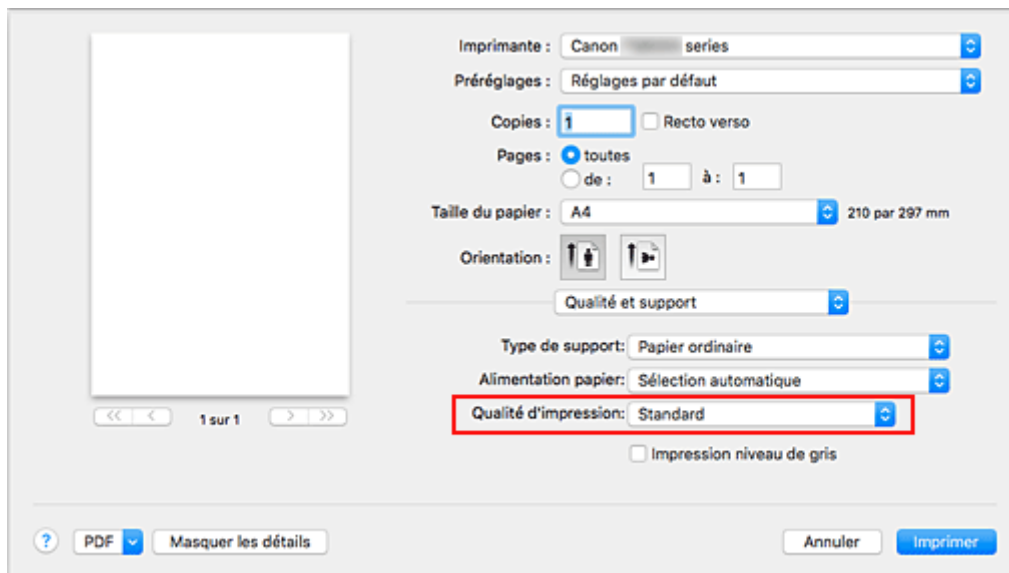 Imprimante : Canon series
Préréglages : Réglages par défaut
Copies : 1 Recto verso
Pages : toutes
de : 1 à : 1
Taille du papier : A4 210 par 297 mm
Orientation :
Qualité et support
Type de support: Papier ordinaire
Alimentation papier: Sélection automatique
Qualité d'impression: Standard
Impression niveau de gris
<< < 1 sur 1 > >>
? PDF Masquer les détails Annuler Imprimer